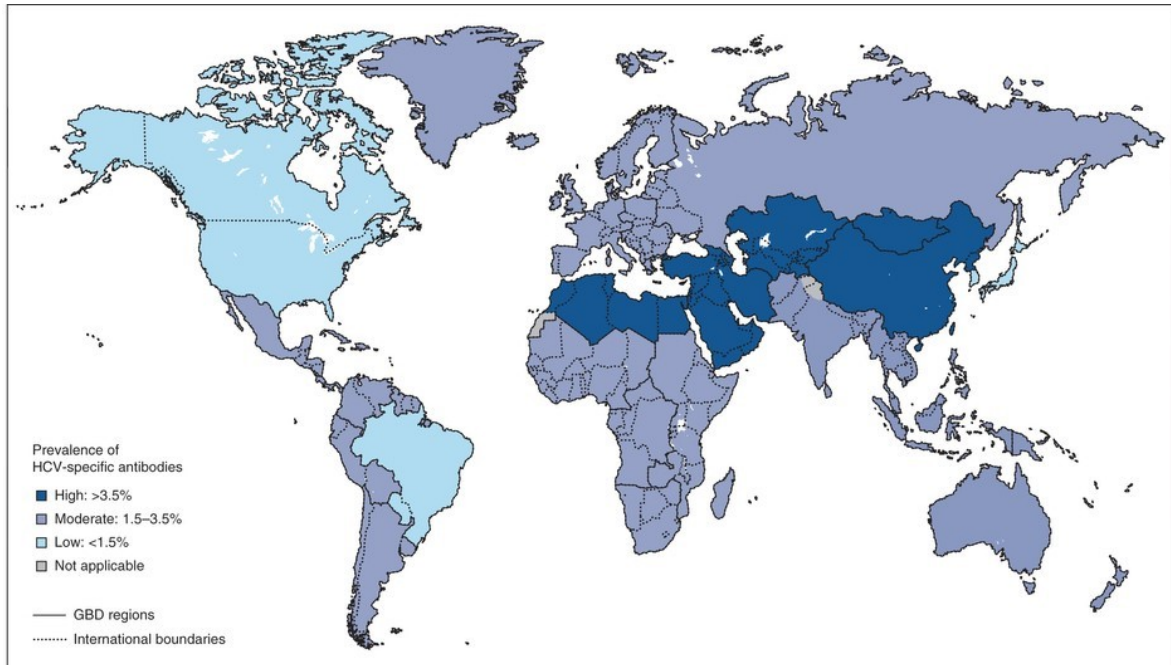 Prevalence of
HCV-specific antibodies
High: >3.5%
Moderate: 1.5–3.5%
Low: <1.5%
Not applicable
GBD regions
International boundaries